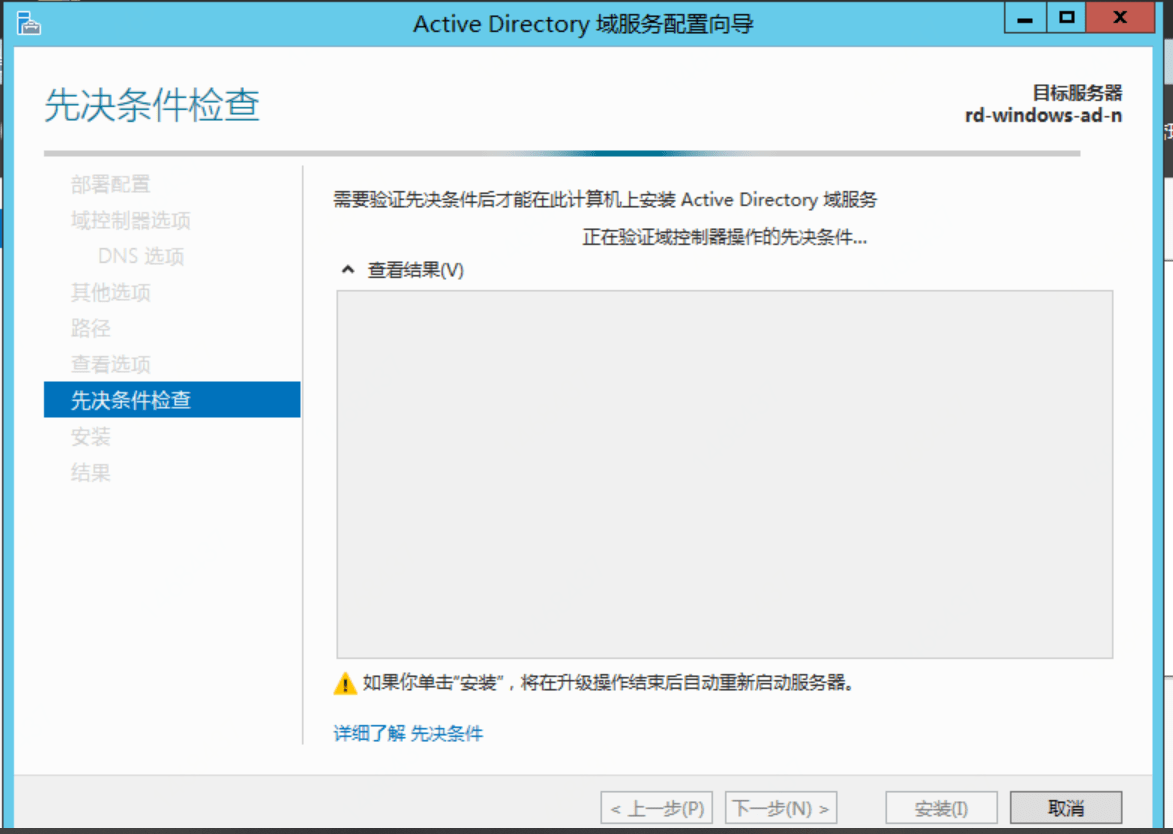 Active Directory 域服务配置向导
先决条件检查
目标服务器
rd-windows-ad-n
部署配置
域控制器选项
DNS 选项
其他选项
路径
查看选项
先决条件检查
安装
结果
需要验证先决条件后才能在此计算机上安装 Active Directory 域服务
正在验证域控制器操作的先决条件...
查看结果(V)
如果你单击“安装”，将在升级操作结束后自动重新启动服务器。
详细了解 先决条件
< 上一步(P)
下一步(N) >
安装(I)
取消